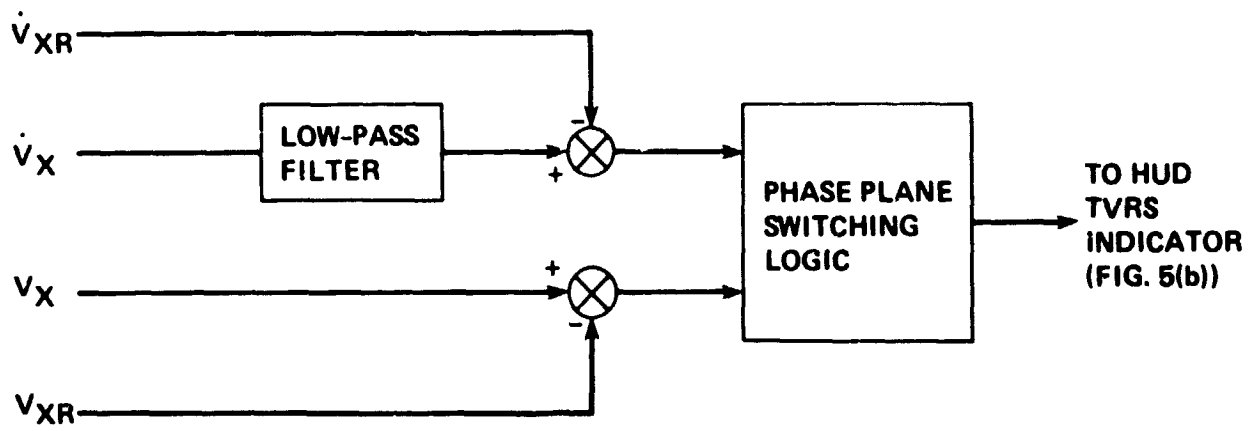 V̇XR
V̇X
LOW-PASS
FILTER
-
+
PHASE PLANE
SWITCHING
LOGIC
TO HUD
TVRS
INDICATOR
(FIG. 5(b))
VX
+
-
VXR